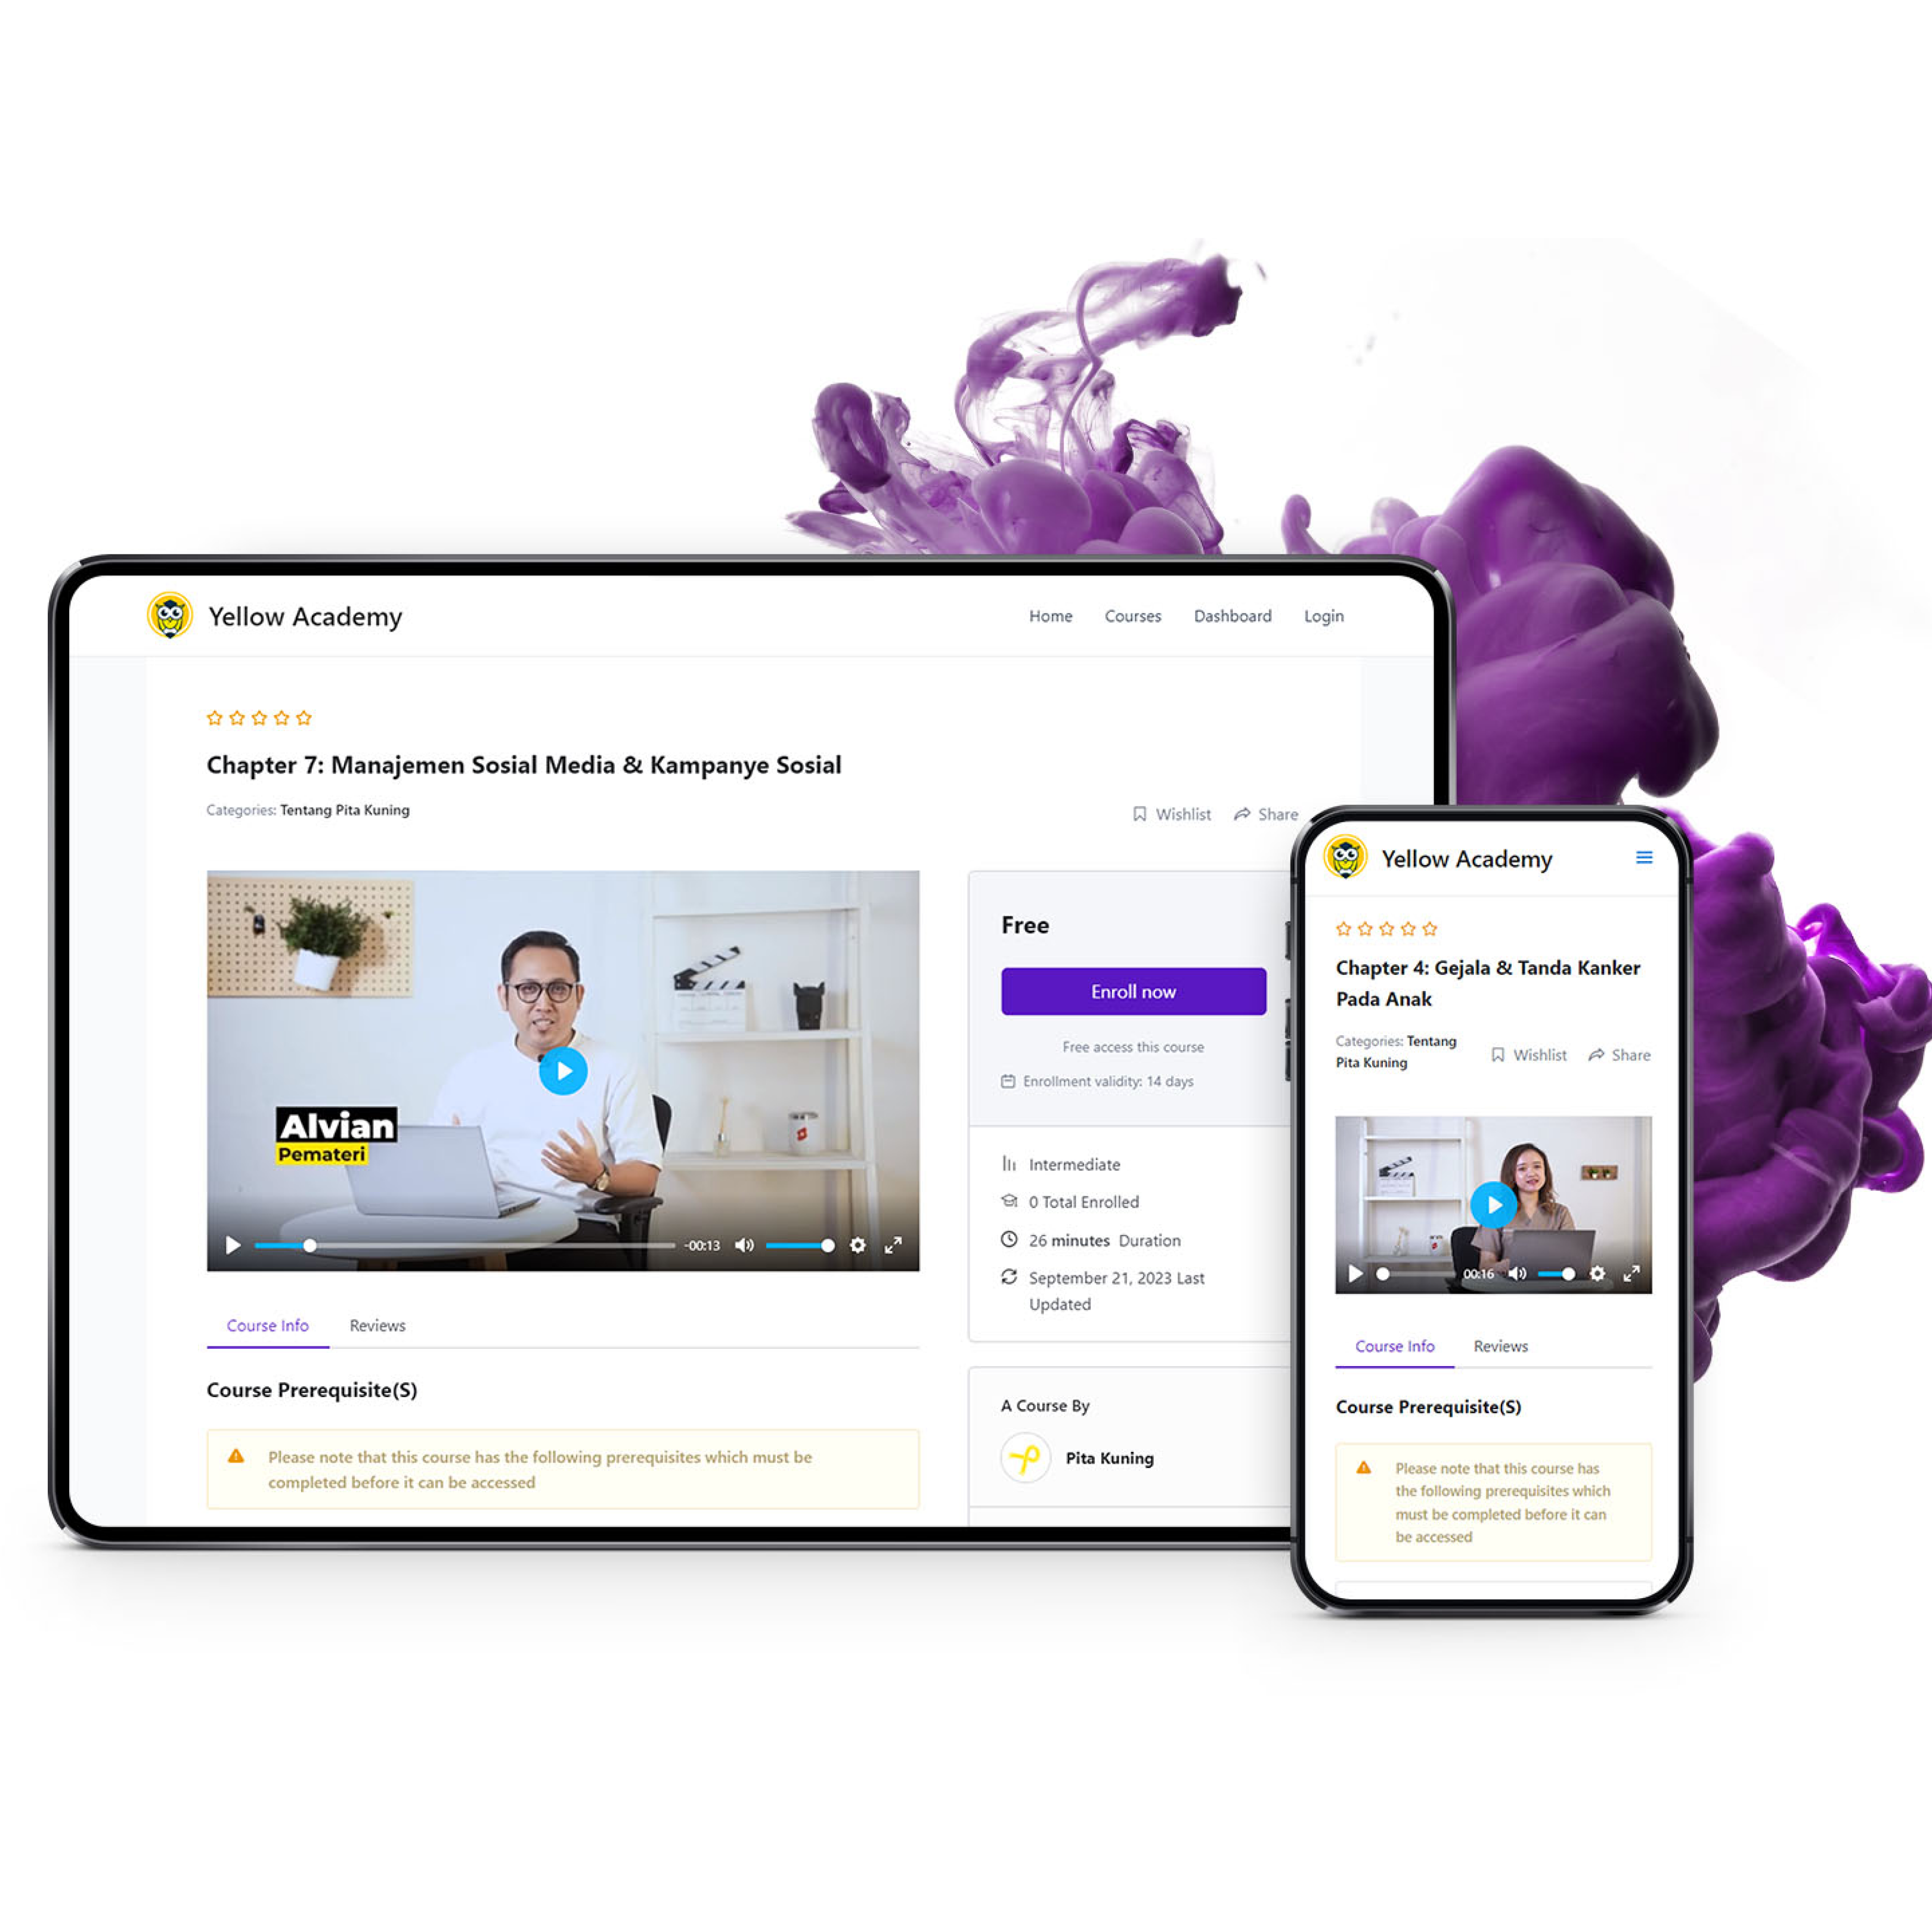 Yellow Academy
Home Courses Dashboard Login
Chapter 7: Manajemen Sosial Media & Kampanye Sosial
Categories: Tentang Pita Kuning
Wishlist Share
Alvian
Pemateri
-00:13
Course Info Reviews
Course Prerequisite(S)
Please note that this course has the following prerequisites which must be
completed before it can be accessed
Free
Enroll now
Free access this course
Enrollment validity: 14 days
Intermediate
0 Total Enrolled
26 minutes Duration
September 21, 2023 Last
Updated
A Course By
Pita Kuning
Yellow Academy
Chapter 4: Gejala & Tanda Kanker
Pada Anak
Categories: Tentang
Pita Kuning
Wishlist Share
00:16
Course Info Reviews
Course Prerequisite(S)
Please note that this course has
the following prerequisites which
must be completed before it can
be accessed